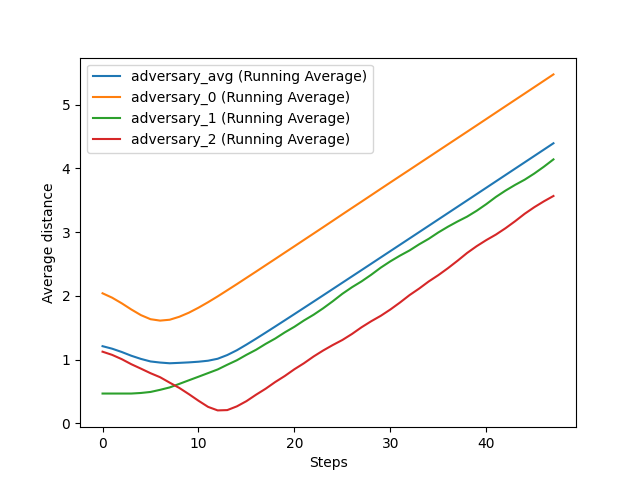 adversary_avg (Running Average)
adversary_0 (Running Average)
adversary_1 (Running Average)
adversary_2 (Running Average)
Average distance
5
4
3
2
1
0
0 10 20 30 40
Steps